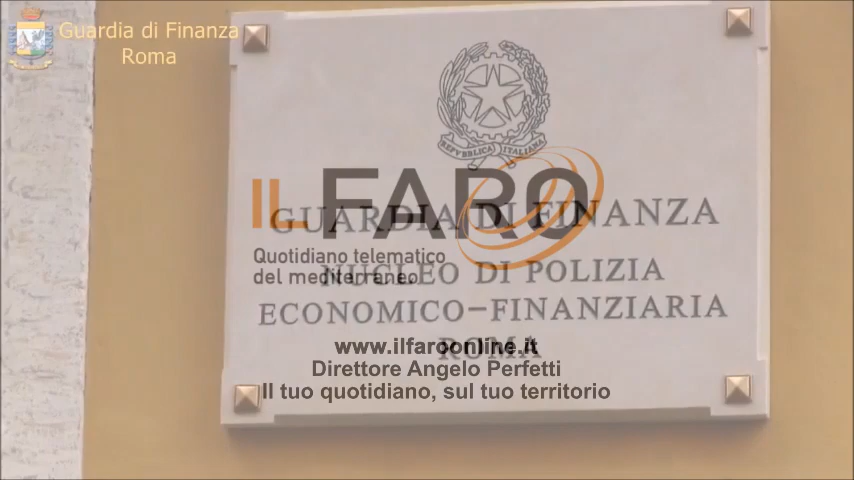 Guardia di Finanza
Roma
REPVBBLICA ITALIANA
IL FARO
GUARDIA DI FINANZA
Quotidiano telematico
del mediterraneo
NUCLEO DI POLIZIA
ECONOMICO-FINANZIARIA
www.ilfaroonline.it
ROMA
Direttore Angelo Perfetti
Il tuo quotidiano, sul tuo territorio